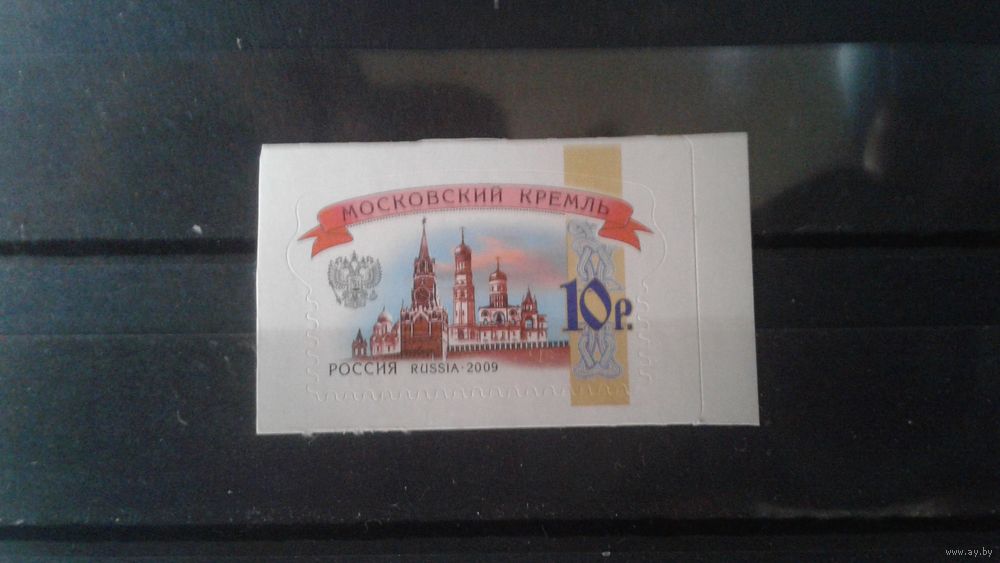 МОСКОВСКИЙ КРЕМЛЬ
10р.
РОССИЯ RUSSIA·2009
www.ay.by